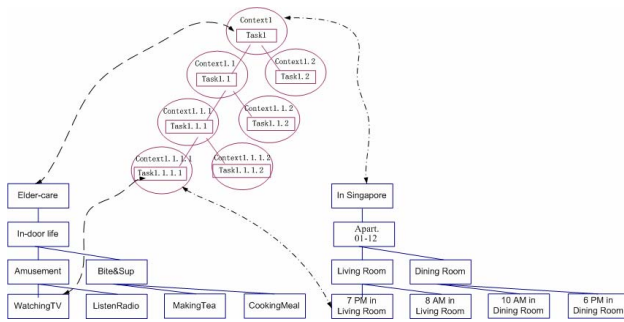 Context1
Task1
Context1.1
Task1.1
Context1.2
Task1.2
Context1.1.1
Task1.1.1
Context1.1.2
Task1.1.2
Context1.1.1.1
Task1.1.1.1
Context1.1.1.2
Task1.1.1.2
Elder-care
In Singapore
In-door life
Apart.
01-12
Amusement
Bite&Sup
Living Room
Dining Room
WatchingTV
ListenRadio
MakingTea
CookingMeal
7 PM in
Living Room
8 AM in
Living Room
10 AM in
Dining Room
6 PM in
Dining Room